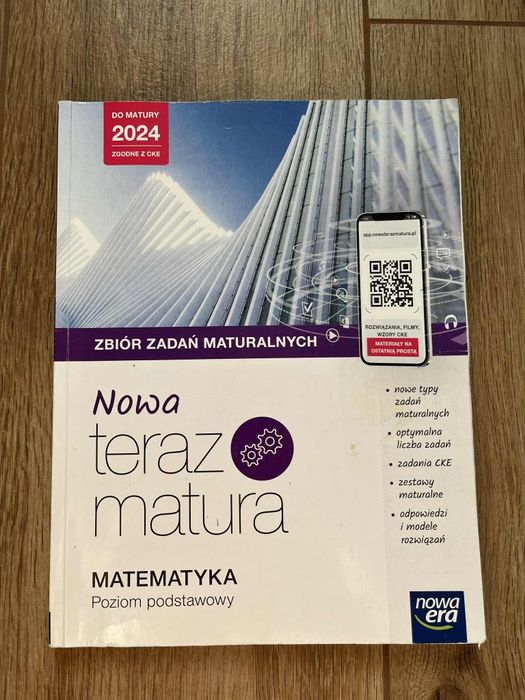 DO MATURY
2024
ZGODNE Z CKE
app.nowaterazmatura.pl
ROZWIĄZANIA, FILMY,
WZORY CKE
MATERIAŁY NA
OSTATNIĄ PROSTĄ
ZBIÓR ZADAŃ MATURALNYCH
Nowa
teraz
matura
MATEMATYKA
Poziom podstawowy
• nowe typy
zadań
maturalnych
• optymalna
liczba zadań
• zadania CKE
• zestawy
maturalne
• odpowiedzi
i modele
rozwiązań
nowa
era